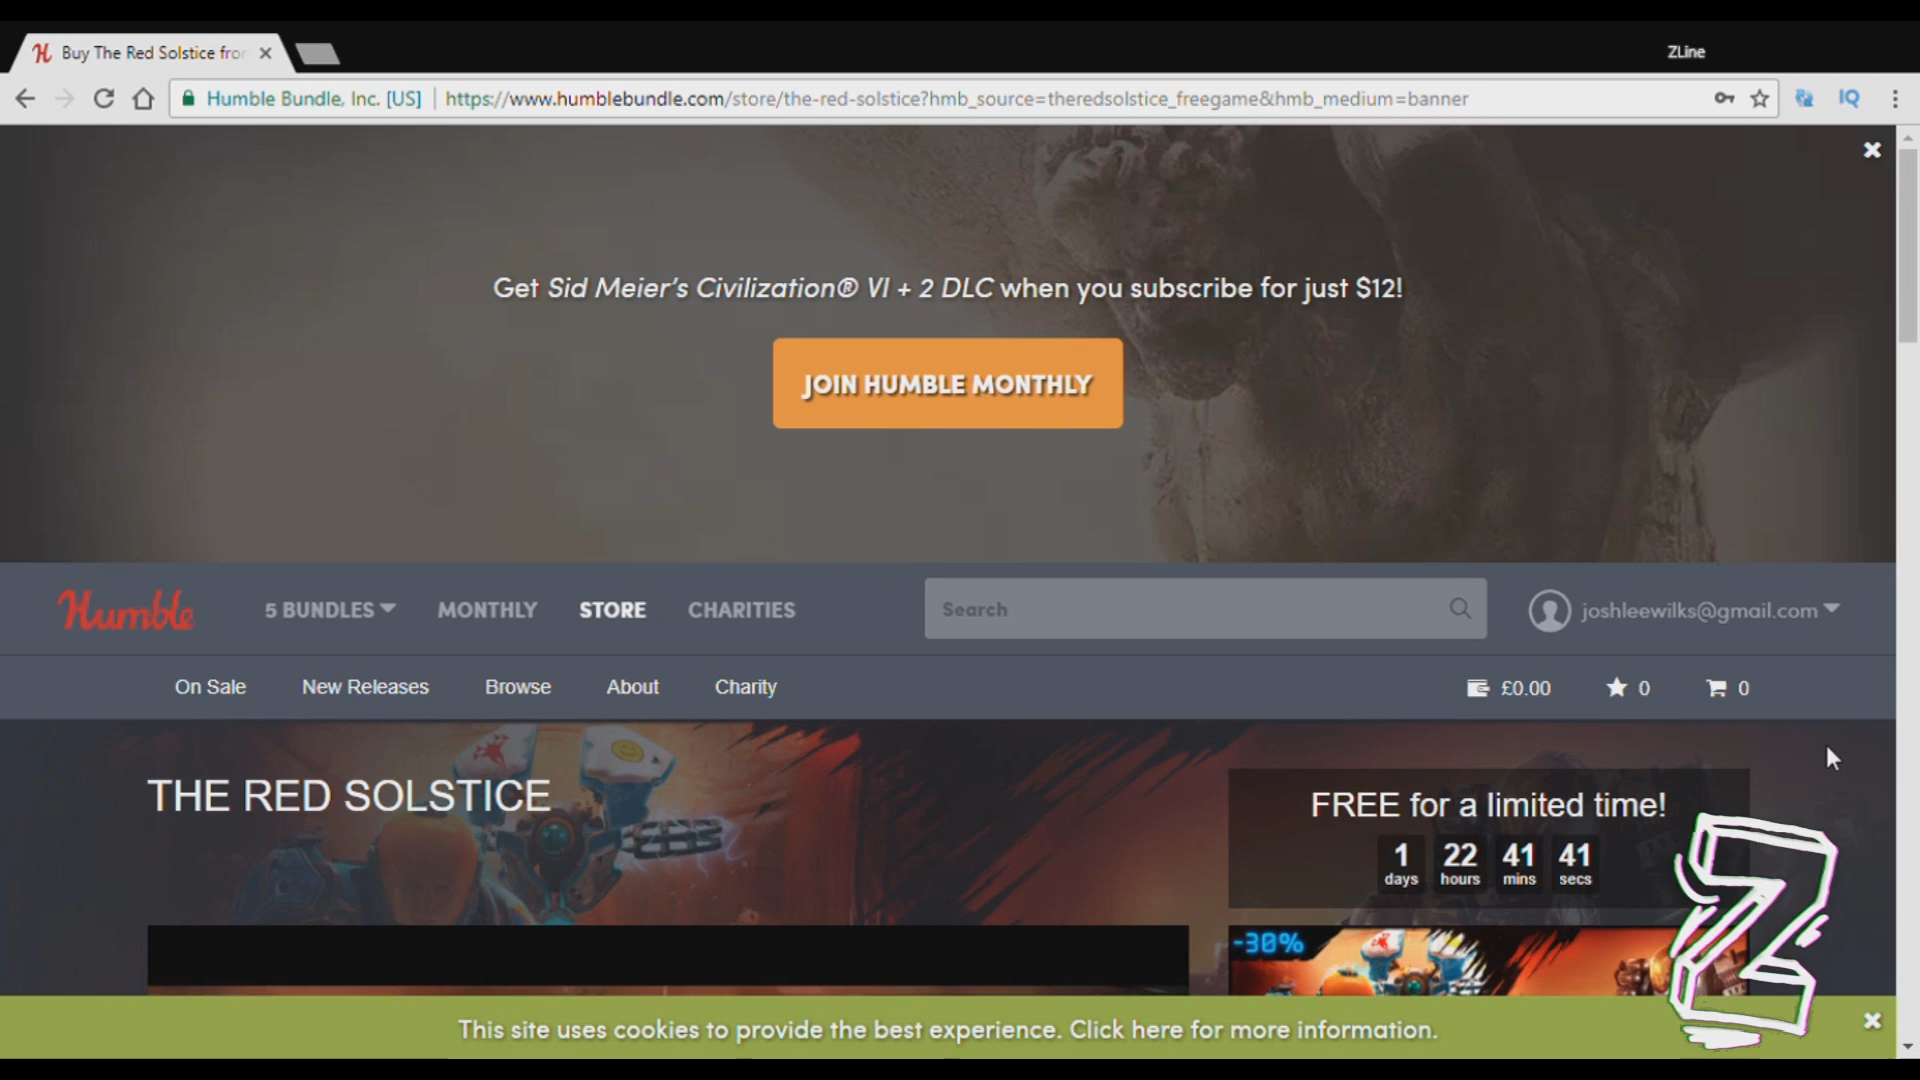 Buy The Red Solstice fro
ZLine
Humble Bundle, Inc. [US]
https://www.humblebundle.com/store/the-red-solstice?hmb_source=theredsolstice_freegame&hmb_medium=banner
IQ
Get Sid Meier's Civilization® VI + 2 DLC when you subscribe for just $12!
JOIN HUMBLE MONTHLY
Humble
5 BUNDLES
MONTHLY
STORE
CHARITIES
Search
joshleewilks@gmail.com
On Sale
New Releases
Browse
About
Charity
£0.00
0
0
THE RED SOLSTICE
FREE for a limited time!
1 22 41 41
days hours mins secs
-30%
Z
This site uses cookies to provide the best experience. Click here for more information.